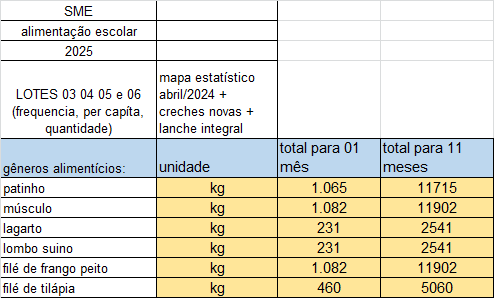 SME
alimentação escolar
2025
LOTES 03 04 05 e 06
(frequencia, per capíta,
quantidade)
mapa estatístico
abril/2024 +
creches novas +
lanche integral
gêneros alimentícios: unidade total para 01 mês total para 11 meses
patinho kg 1.065 11715
músculo kg 1.082 11902
lagarto kg 231 2541
lombo suino kg 231 2541
filé de frango peito kg 1.082 11902
filé de tilápia kg 460 5060